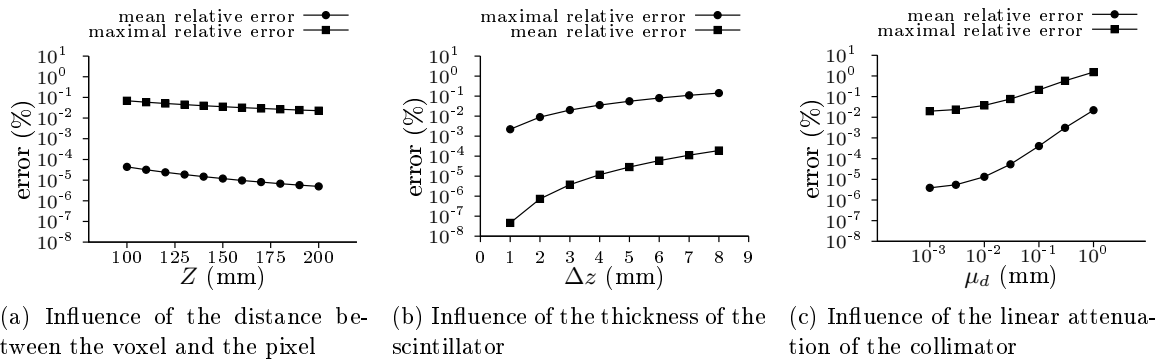 mean relative error
maximal relative error
10^1
10^0
10^-1
10^-2
10^-3
10^-4
10^-5
10^-6
10^-7
10^-8
error (%)
100 125 150 175 200
Z (mm)
(a) Influence of the distance be-
tween the voxel and the pixel
maximal relative error
mean relative error
10^1
10^0
10^-1
10^-2
10^-3
10^-4
10^-5
10^-6
10^-7
10^-8
error (%)
0 1 2 3 4 5 6 7 8 9
Δz (mm)
(b) Influence of the thickness of the
scintillator
mean relative error
maximal relative error
10^1
10^0
10^-1
10^-2
10^-3
10^-4
10^-5
10^-6
10^-7
10^-8
error (%)
10^-3 10^-2 10^-1 10^0
μ_d (mm)
(c) Influence of the linear attenua-
tion of the collimator